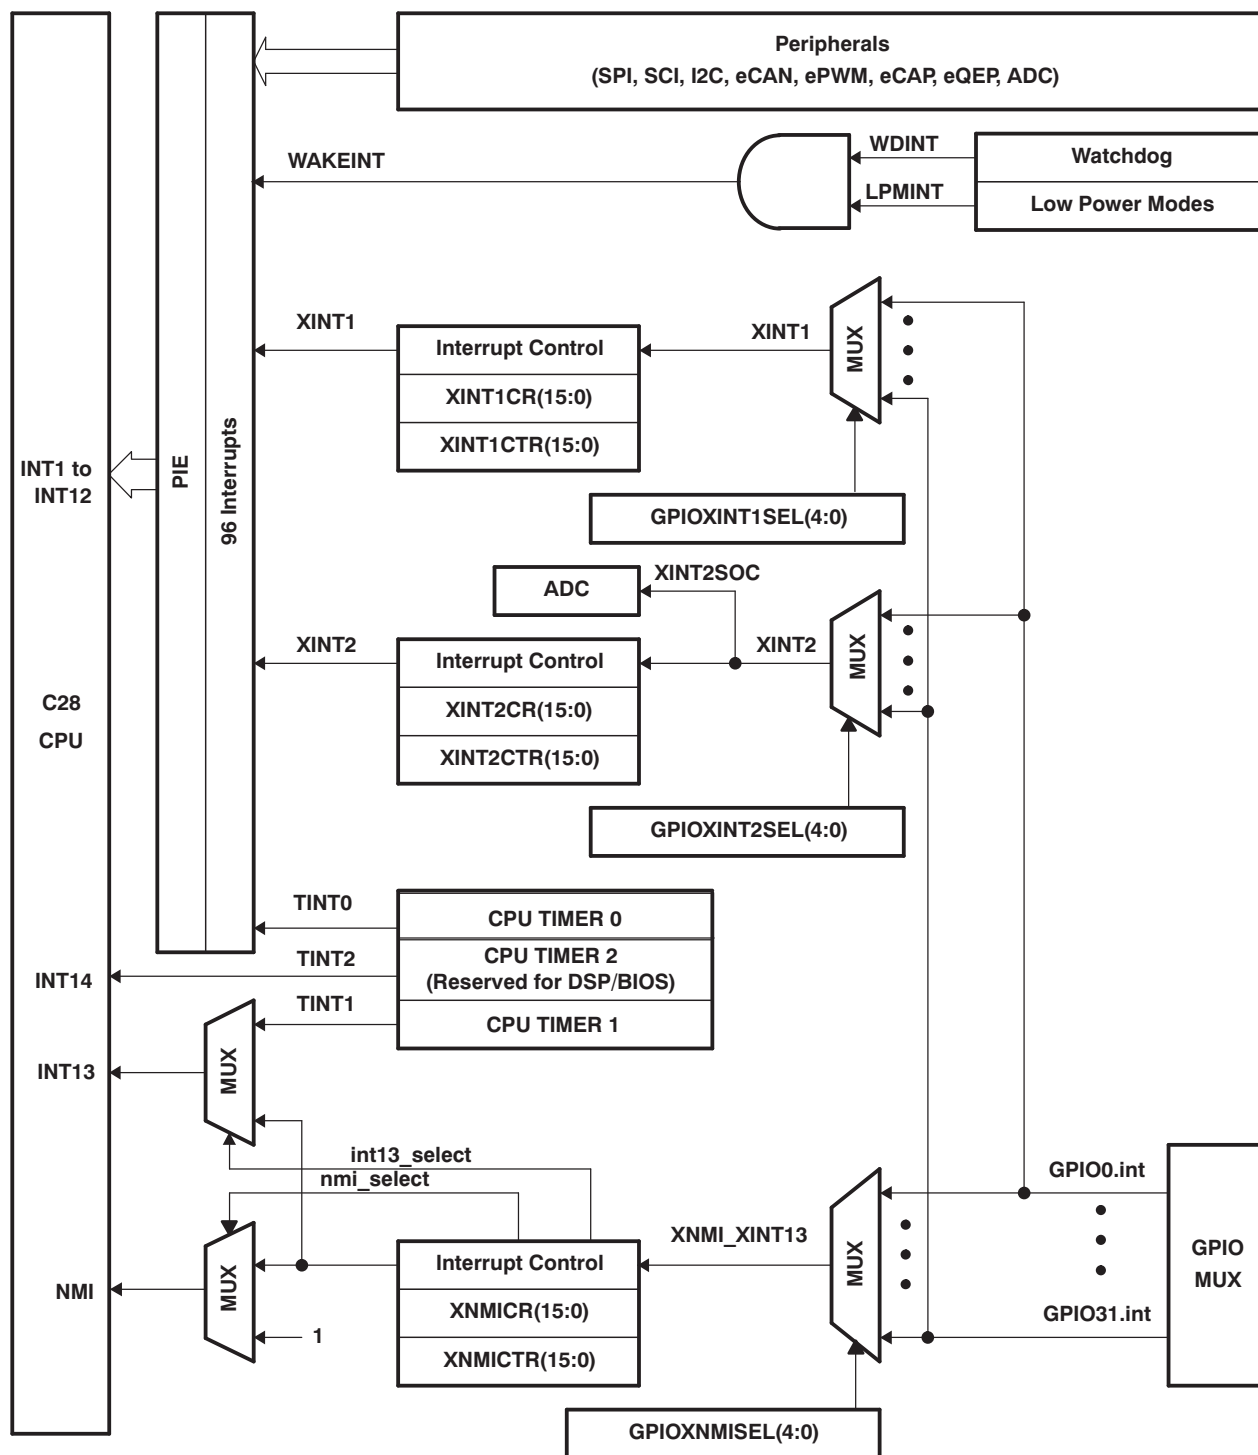 Peripherals
(SPI, SCI, I2C, eCAN, ePWM, eCAP, eQEP, ADC)
WDINT
Watchdog
WAKEINT
LPMINT
Low Power Modes
XINT1
Interrupt Control
XINT1
MUX
XINT1CR(15:0)
XINT1CTR(15:0)
INT1 to
INT12
PIE
96 Interrupts
GPIOXINT1SEL(4:0)
ADC
XINT2SOC
XINT2
Interrupt Control
XINT2
MUX
XINT2CR(15:0)
XINT2CTR(15:0)
C28
CPU
GPIOXINT2SEL(4:0)
TINT0
CPU TIMER 0
TINT2
CPU TIMER 2
(Reserved for DSP/BIOS)
INT14
TINT1
CPU TIMER 1
INT13
MUX
int13_select
nmi_select
GPIO0.int
XNMI_XINT13
MUX
Interrupt Control
GPIO
MUX
NMI
MUX
XNMICR(15:0)
GPIO31.int
1
XNMICTR(15:0)
GPIOXNMISEL(4:0)